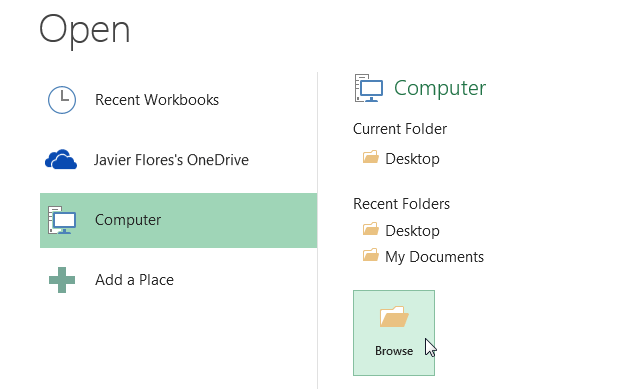 Open
Recent Workbooks
Javier Flores's OneDrive
Computer
Add a Place
Computer
Current Folder
Desktop
Recent Folders
Desktop
My Documents
Browse